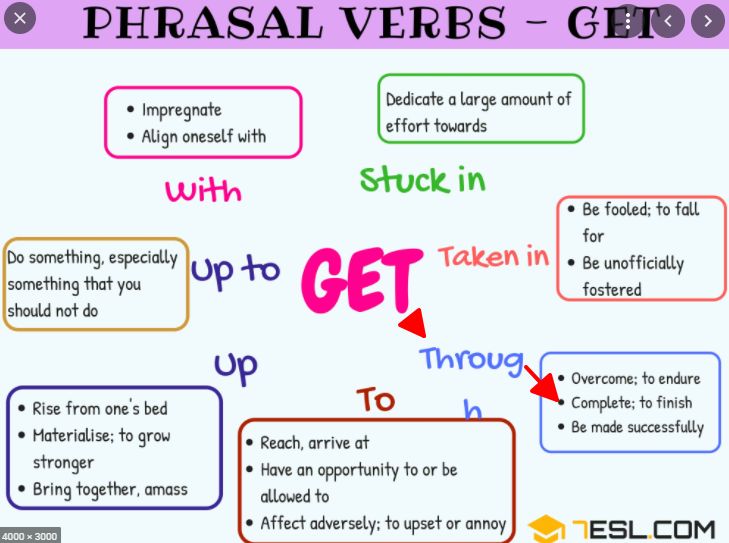 PHRASAL VERBS - GET
• Impregnate
• Align oneself with
With
Dedicate a large amount of
effort towards
Stuck in
• Be fooled; to fall
for
• Be unofficially
fostered
Taken in
Do something, especially
something that you
should not do
Up to
GET
Up
• Rise from one's bed
• Materialise; to grow
stronger
• Bring together, amass
To
• Reach, arrive at
• Have an opportunity to or be
allowed to
• Affect adversely; to upset or annoy
Throug
h
• Overcome; to endure
• Complete; to finish
• Be made successfully
7ESL.COM
4000 × 3000